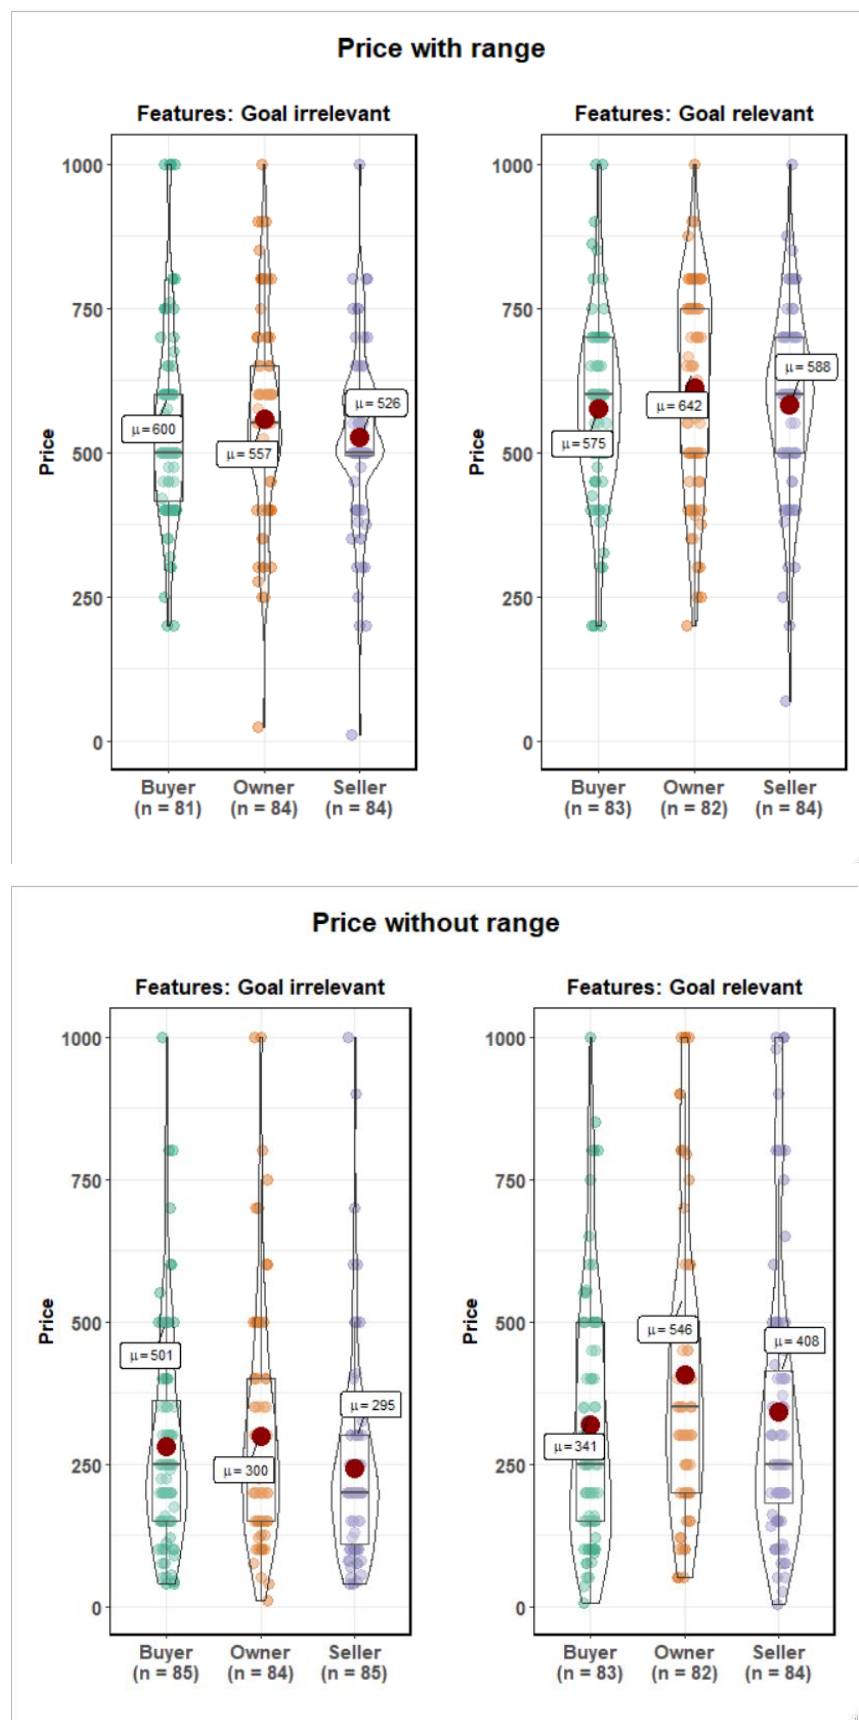 Price with range
Features: Goal irrelevant
Features: Goal relevant
Price
1000
750
500
250
0
μ= 600
μ= 557
μ= 526
Buyer
(n = 81)
Owner
(n = 84)
Seller
(n = 84)
Price
1000
750
500
250
0
μ= 575
μ= 642
μ= 588
Buyer
(n = 83)
Owner
(n = 82)
Seller
(n = 84)
Price without range
Features: Goal irrelevant
Features: Goal relevant
Price
1000
750
500
250
0
μ= 501
μ= 300
μ= 295
Buyer
(n = 85)
Owner
(n = 84)
Seller
(n = 85)
Price
1000
750
500
250
0
μ= 341
μ= 546
μ= 408
Buyer
(n = 83)
Owner
(n = 82)
Seller
(n = 84)